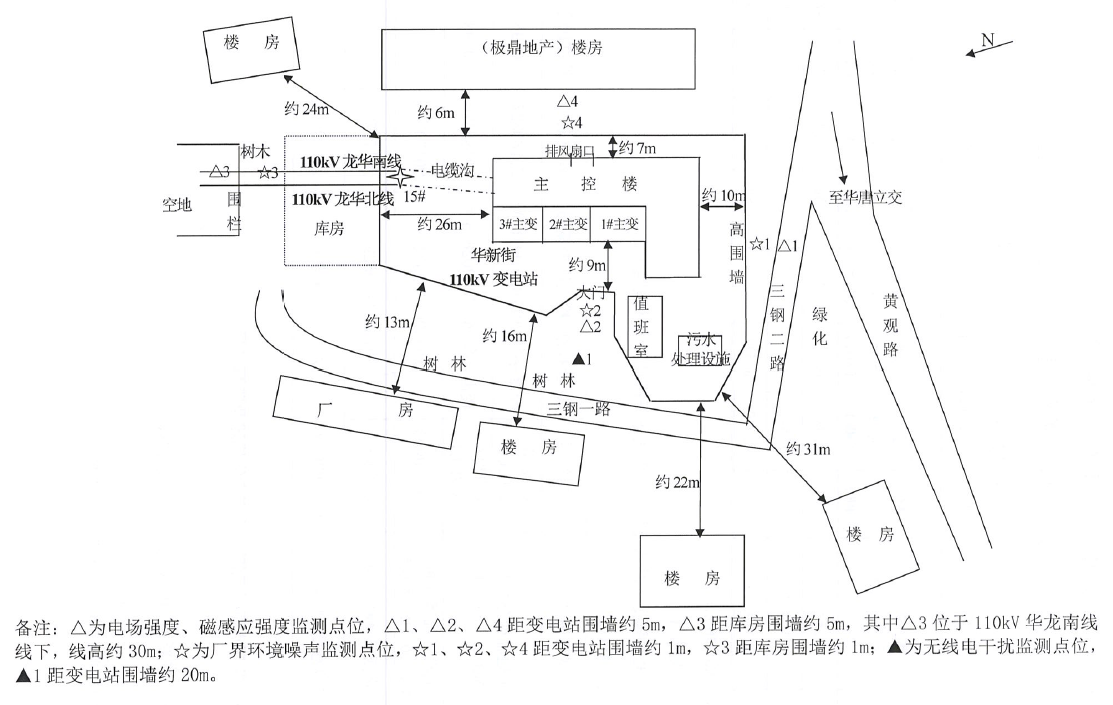 楼 房
（极鼎地产）楼房
N
约24m
约6m
△4
☆4
树木
110kV 龙华南线
电缆沟
排风扇口
约7m
△3
☆3
主 控 楼
至华唐立交
空地
围栏
110kV 龙华北线
15#
约10m
库房
约26m
3#主变
2#主变
1#主变
高围墙
☆1
△1
华新街
110kV 变电站
约9m
大门
☆2
△2
值班室
三钢二路
绿化
黄观路
约13m
约16m
▲1
污水
处理设施
树 林
树 林
三钢一路
厂 房
楼 房
约31m
约22m
楼 房
楼 房
备注：△为电场强度、磁感应强度监测点位，△1、△2、△4 距变电站围墙约 5m，△3 距库房围墙约 5m，其中△3 位于 110kV 华龙南线
线下，线高约 30m；☆为厂界环境噪声监测点位，☆1、☆2、☆4 距变电站围墙约 1m，☆3 距库房围墙约 1m；▲为无线电干扰监测点位，
▲1 距变电站围墙约 20m。